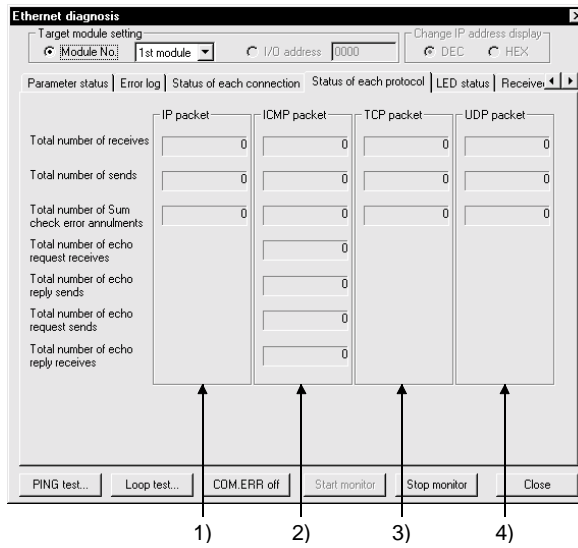 Ethernet diagnosis
Target module setting
Change IP address display
Module No. 1st module I/O address 0000 DEC HEX
Parameter status Error log Status of each connection Status of each protocol LED status Receive
IP packet ICMP packet TCP packet UDP packet
Total number of receives 0 0 0 0
Total number of sends 0 0 0 0
Total number of Sum
check error annulments 0 0 0 0
Total number of echo
request receives 0
Total number of echo
reply sends 0
Total number of echo
request sends 0
Total number of echo
reply receives 0
PING test... Loop test... COM.ERR off Start monitor Stop monitor Close
1) 2) 3) 4)